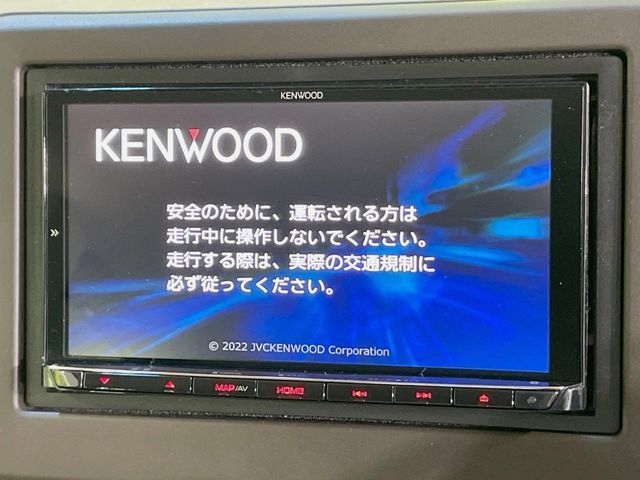 KENWOOD
KENWOOD
安全のために、運転される方は
走行中に操作しないでください。
走行する際は、実際の交通規制に
必ず従ってください。
© 2022 JVCKENWOOD Corporation
MAP/AV HOME